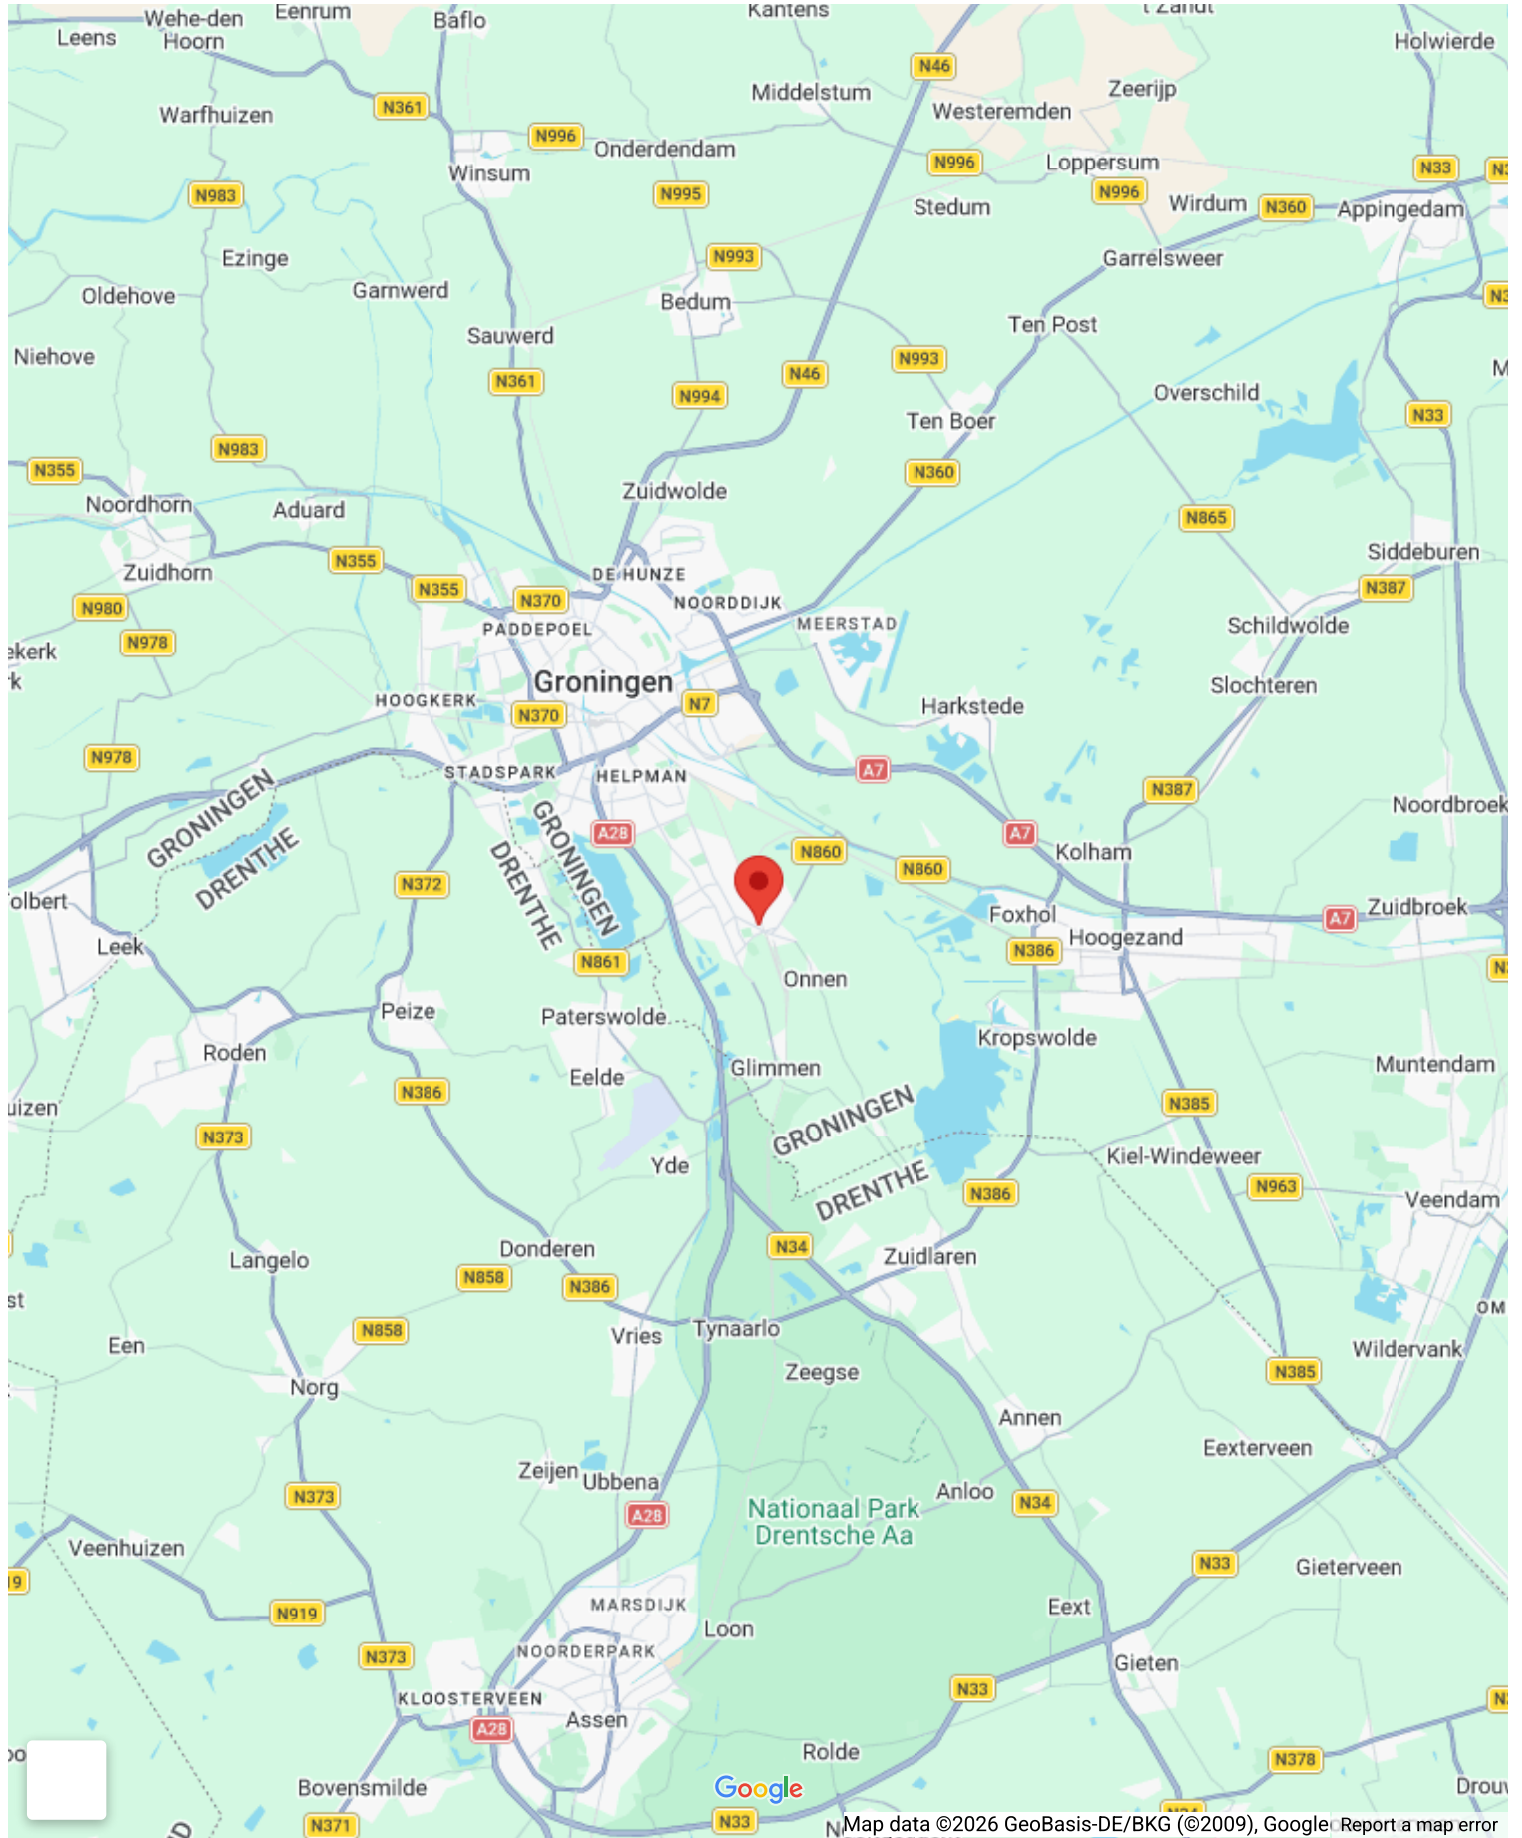 Wehe-den
Hoorn
Eenrum
Baflo
Kantens
't Zandt
Leens
Holwierde
N46
Warfhuizen
N361
Middelstum
Zeerijp
Westeremden
N996
Onderdendam
N996
Loppersum
N33
Winsum
N983
N995
N996
Wirdum
N360
Appingedam
Stedum
Ezinge
N993
Garrelsweer
Oldehove
Garnwerd
Bedum
Ten Post
Sauwerd
Niehove
N361
N46
N993
N994
Overschild
N33
Ten Boer
N983
N355
N360
Noordhorn
Aduard
Zuidwolde
N865
Siddeburen
N355
Zuidhorn
DE HUNZE
N355
N370
N387
N980
NOORDDIJK
PADDEPOEL
MEERSTAD
Schildwolde
N978
ekerk
rk
Groningen
Slochteren
HOOGKERK
N370
N7
Harkstede
N978
STADSPARK
HELPMAN
A7
N387
GRONINGEN
DRENTHE
GRONINGEN
DRENTHE
A28
A7
Noordbroek
N860
Kolham
N860
N372
olbert
Foxhol
A7
Zuidbroek
Leek
Hoogezand
N386
N861
Onnen
Peize
Paterswolde
Kropswolde
Roden
Glimmen
Muntendam
Eelde
N386
uizen
N385
N373
GRONINGEN
DRENTHE
Yde
Kiel-Windeweer
N386
N963
Veendam
Langelo
Donderen
N34
Zuidlaren
N858
N386
st
OM
N858
Vries
Tynaarlo
Een
Wildervank
Zeegse
N385
Norg
Annen
Eexterveen
Zeijen
Ubbena
N373
Anloo
N34
A28
Nationaal Park
Drentsche Aa
Veenhuizen
N33
Gieterveen
19
N919
MARSDIJK
Eext
Loon
N373
NOORDERPARK
Gieten
KLOOSTERVEEN
N33
A28
Assen
Rolde
N378
Bovensmilde
Google
Drouw
N371
N33
N34
Map data ©2026 GeoBasis-DE/BKG (©2009), Google
Report a map error